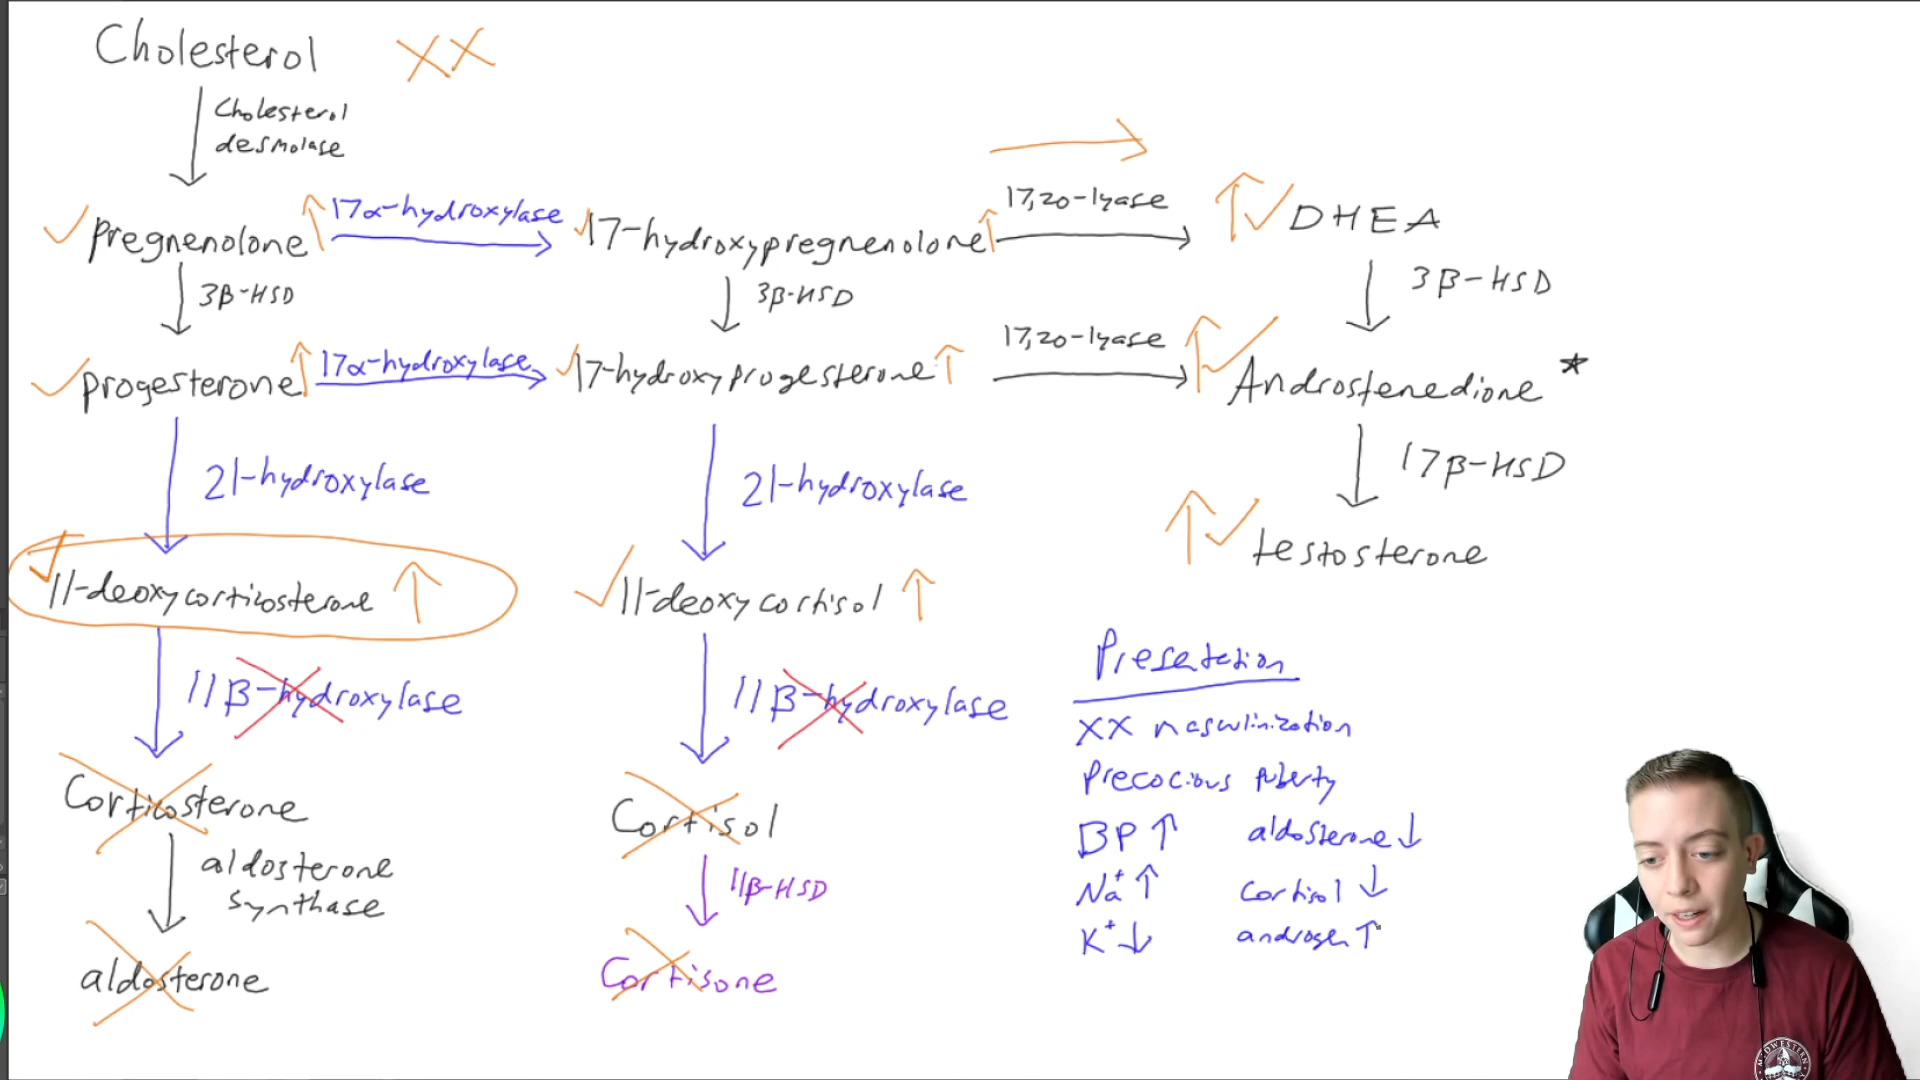 Cholesterol XX
Cholesterol
desmolase
pregnenolone 17α-hydroxylase 17-hydroxypregnenolone 17,20-lyase DHEA
3β-HSD 3β-HSD 3β-HSD
progesterone 17α-hydroxylase 17-hydroxyprogesterone 17,20-lyase Androstenedione *
21-hydroxylase 21-hydroxylase 17β-HSD
11-deoxycorticosterone ↑ 11-deoxycortisol ↑ ↑ testosterone
11β-hydroxylase 11β-hydroxylase
Corticosterone Cortisol
aldosterone
synthase
11β-HSD
aldosterone Cortisone
Presentation
XX masculinization
Precocious puberty
BP ↑ aldosterone ↓
Na⁺ ↑ cortisol ↓
K⁺ ↓ androgen ↑
MIDWESTERN